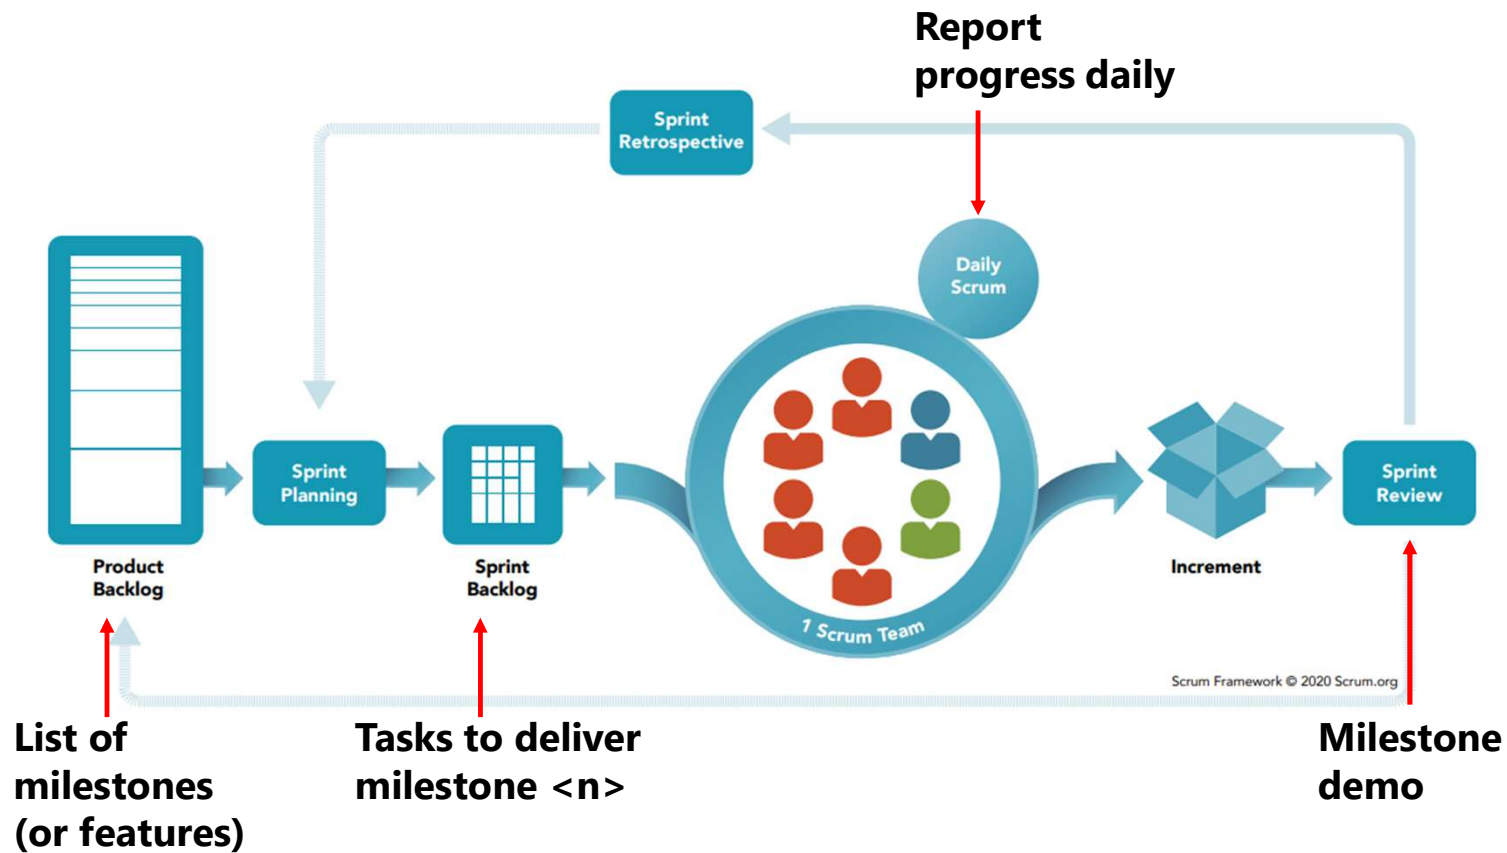 Report
progress daily
Sprint
Retrospective
Daily
Scrum
Sprint
Planning
Sprint
Review
Product
Backlog
Sprint
Backlog
Increment
1 Scrum Team
Scrum Framework © 2020 Scrum.org
List of
milestones
(or features)
Tasks to deliver
milestone <n>
Milestone
demo